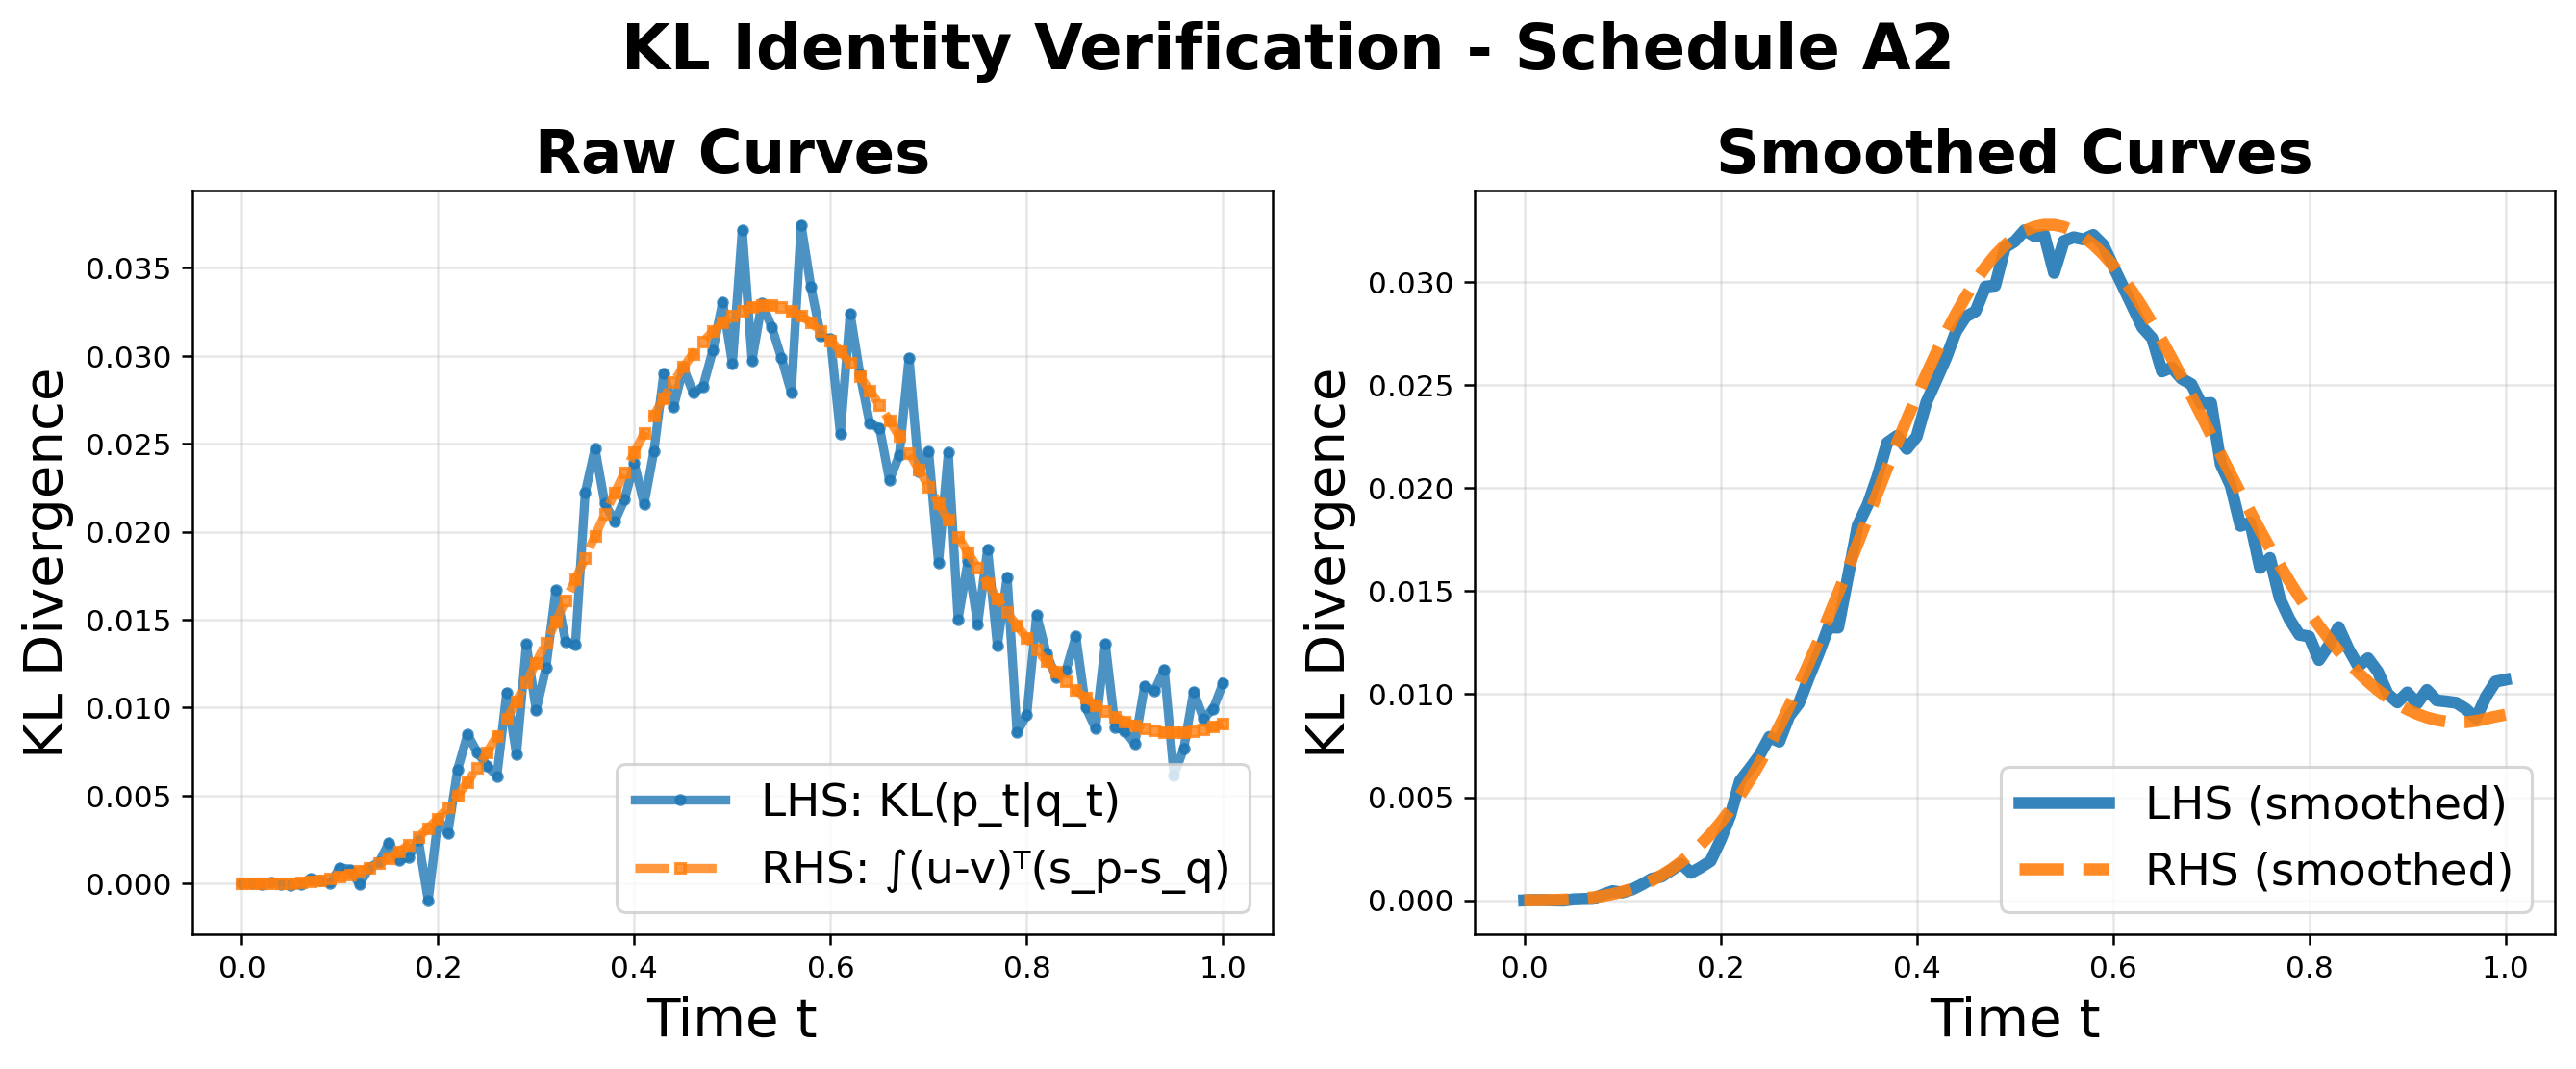 KL Identity Verification - Schedule A2
Raw Curves
KL Divergence
0.035
0.030
0.025
0.020
0.015
0.010
0.005
0.000
0.0 0.2 0.4 0.6 0.8 1.0
Time t
LHS: KL(p_t|q_t)
RHS: ∫(u-v)ᵀ(s_p-s_q)
Smoothed Curves
KL Divergence
0.030
0.025
0.020
0.015
0.010
0.005
0.000
0.0 0.2 0.4 0.6 0.8 1.0
Time t
LHS (smoothed)
RHS (smoothed)